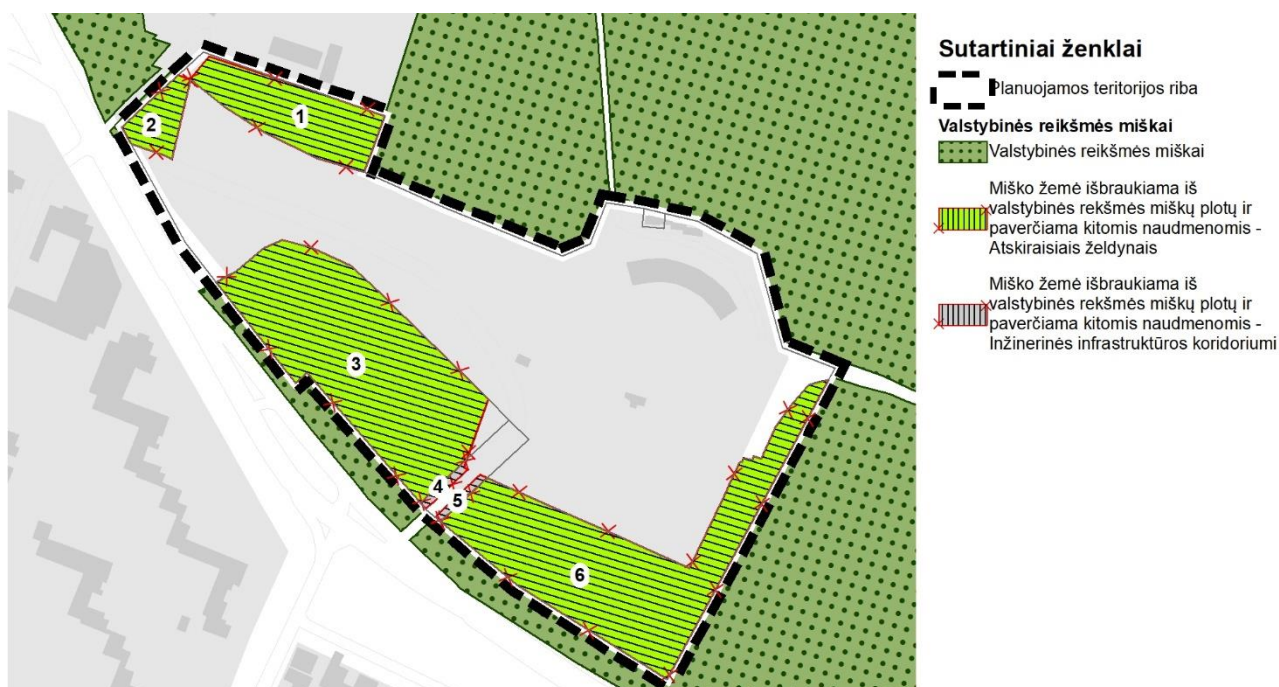 Sutartiniai ženklai
Planuojamos teritorijos riba
Valstybinės reikšmės miškai
Valstybinės reikšmės miškai
Miško žemė išbraukiama iš
valstybinės rekšmės miškų plotų ir
paverčiama kitomis naudmenomis -
Atskiraisiais želdynais
Miško žemė išbraukiama iš
valstybinės rekšmės miškų plotų ir
paverčiama kitomis naudmenomis -
Inžinerinės infrastruktūros koridoriumi
1
2
3
4
5
6